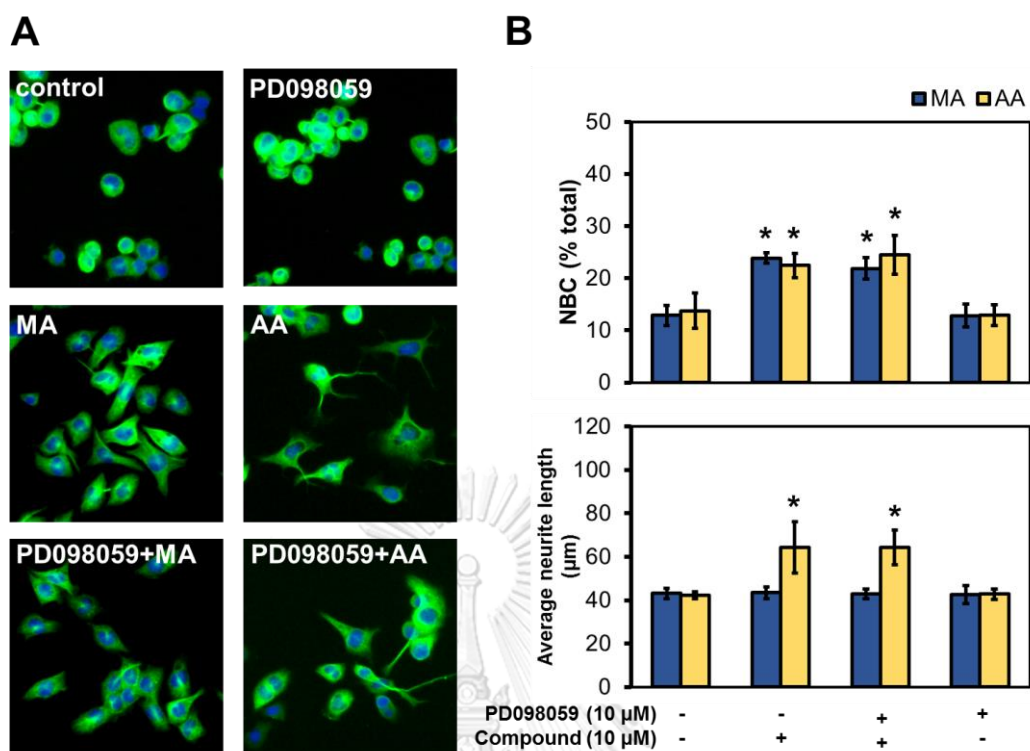 A
control
PD098059
MA
AA
PD098059+MA
PD098059+AA
B
MA AA
NBC (% total)
50
40
30
20
10
0
* * * *
Average neurite length
(µm)
120
100
80
60
40
20
0
* *
PD098059 (10 µM) - - + +
Compound (10 µM) - + + -